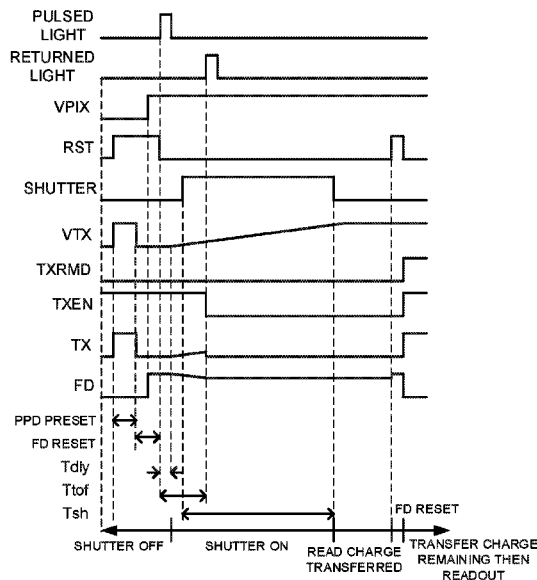 PULSED
LIGHT
RETURNED
LIGHT
VPIX
RST
SHUTTER
VTX
TXRMD
TXEN
TX
FD
PPD PRESET
FD RESET
Tdly
Ttof
Tsh
FD RESET
SHUTTER OFF
SHUTTER ON
READ CHARGE
TRANSFERRED
TRANSFER CHARGE
REMAINING THEN
READOUT